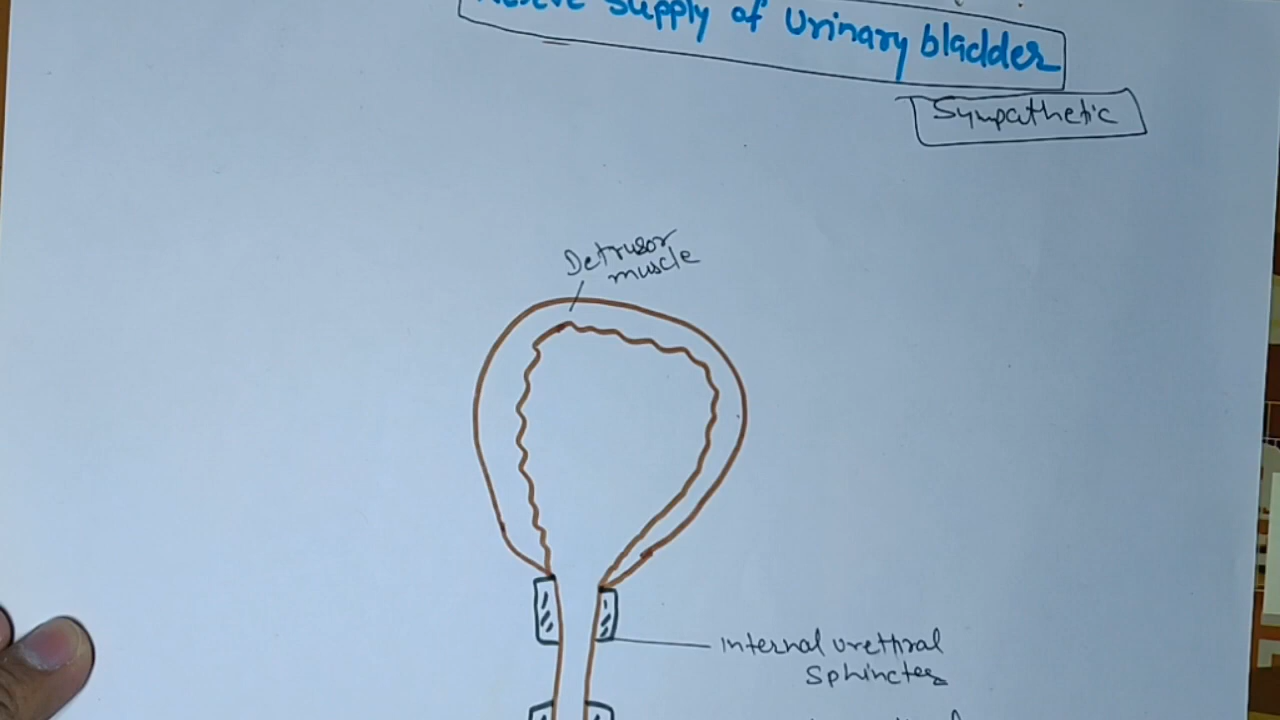 supply of Urinary bladder
Sympathetic
Detrusor
muscle
Internal urethral
Sphincter